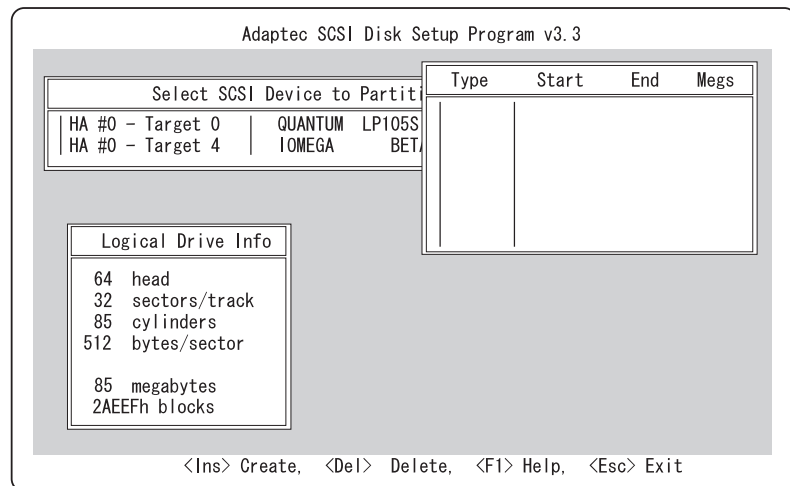 Adaptec SCSI Disk Setup Program v3.3
Select SCSI Device to Partiti
HA #0 - Target 0 | QUANTUM LP105S
HA #0 - Target 4 | IOMEGA BETA
Type Start End Megs
Logical Drive Info
64 head
32 sectors/track
85 cylinders
512 bytes/sector
85 megabytes
2AEEFh blocks
<Ins> Create, <Del> Delete, <F1> Help, <Esc> Exit